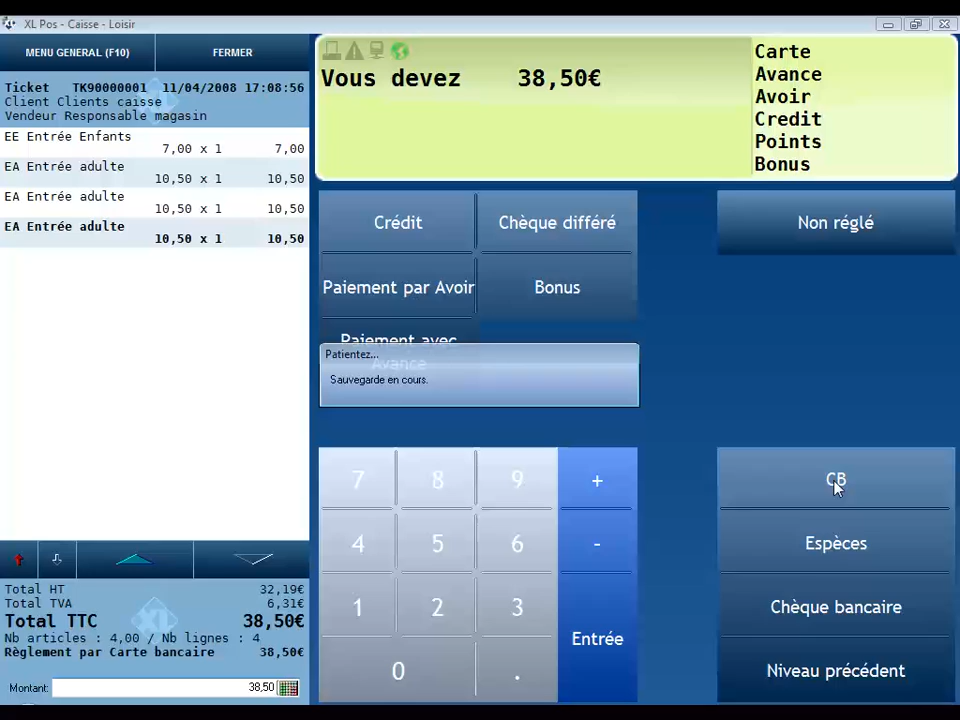 XL Pos - Caisse - Loisir
MENU GENERAL (F10)
FERMER
Ticket TK90000001 11/04/2008 17:08:56
Client Clients caisse
Vendeur Responsable magasin
EE Entrée Enfants
7,00 x 1 7,00
EA Entrée adulte
10,50 x 1 10,50
EA Entrée adulte
10,50 x 1 10,50
EA Entrée adulte
10,50 x 1 10,50
XL
Total HT 32,19€
Total TVA 6,31€
Total TTC 38,50€
Nb articles : 4,00 / Nb lignes : 4
Règlement par Carte bancaire 38,50€
Montant: 38,50
Vous devez 38,50€
Carte
Avance
Avoir
Credit
Points
Bonus
Crédit
Chèque différé
Non réglé
Paiement par Avoir
Bonus
Paiement avec
Avance
Patientez...
Sauvegarde en cours.
7 8 9 +
4 5 6 -
1 2 3
Entrée
0 .
CB
Espèces
Chèque bancaire
Niveau précédent